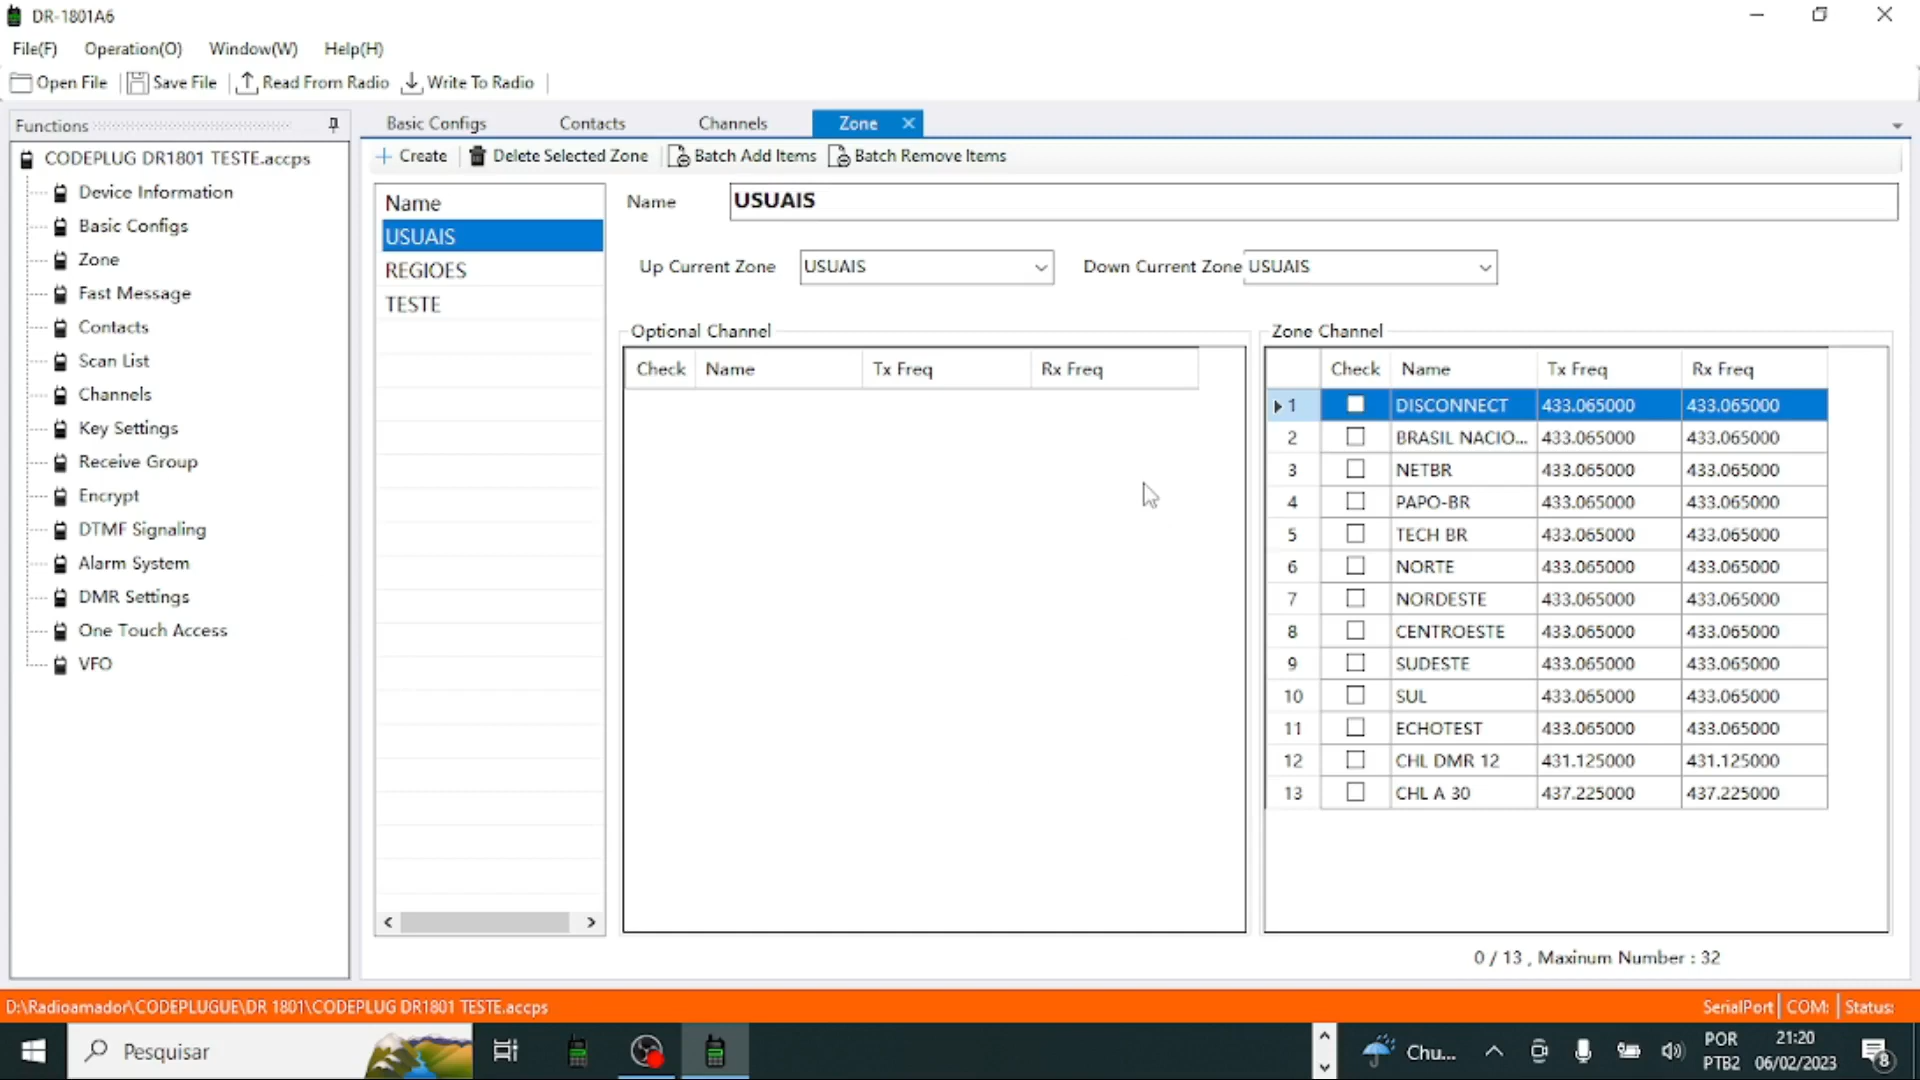 DR-1801A6
File(F) Operation(O) Window(W) Help(H)
Open File Save File Read From Radio Write To Radio
Functions
CODEPLUG DR1801 TESTE.accps
Device Information
Basic Configs
Zone
Fast Message
Contacts
Scan List
Channels
Key Settings
Receive Group
Encrypt
DTMF Signaling
Alarm System
DMR Settings
One Touch Access
VFO
Basic Configs Contacts Channels Zone
Create Delete Selected Zone Batch Add Items Batch Remove Items
Name
USUAIS
REGIOES
TESTE
Name USUAIS
Up Current Zone USUAIS Down Current Zone USUAIS
Optional Channel
Check Name Tx Freq Rx Freq
Zone Channel
Check Name Tx Freq Rx Freq
1 DISCONNECT 433.065000 433.065000
2 BRASIL NACIO... 433.065000 433.065000
3 NETBR 433.065000 433.065000
4 PAPO-BR 433.065000 433.065000
5 TECH BR 433.065000 433.065000
6 NORTE 433.065000 433.065000
7 NORDESTE 433.065000 433.065000
8 CENTROESTE 433.065000 433.065000
9 SUDESTE 433.065000 433.065000
10 SUL 433.065000 433.065000
11 ECHOTEST 433.065000 433.065000
12 CHL DMR 12 431.125000 431.125000
13 CHL A 30 437.225000 437.225000
0 / 13 , Maxinum Number : 32
D:\Radioamador\CODEPLUGUE\DR 1801\CODEPLUG DR1801 TESTE.accps SerialPort COM: Status:
Pesquisar Chu... POR 21:20
PTB2 06/02/2023 8